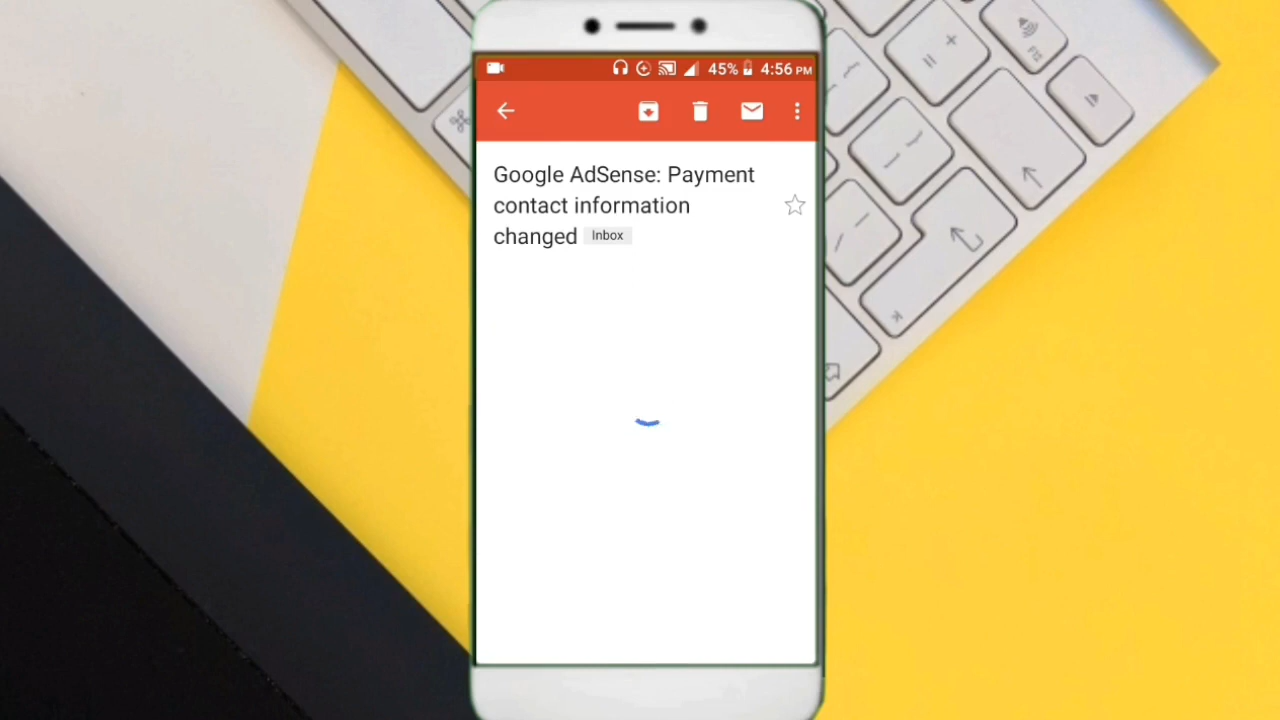 45% 4:56 PM
Google AdSense: Payment
contact information
changed Inbox